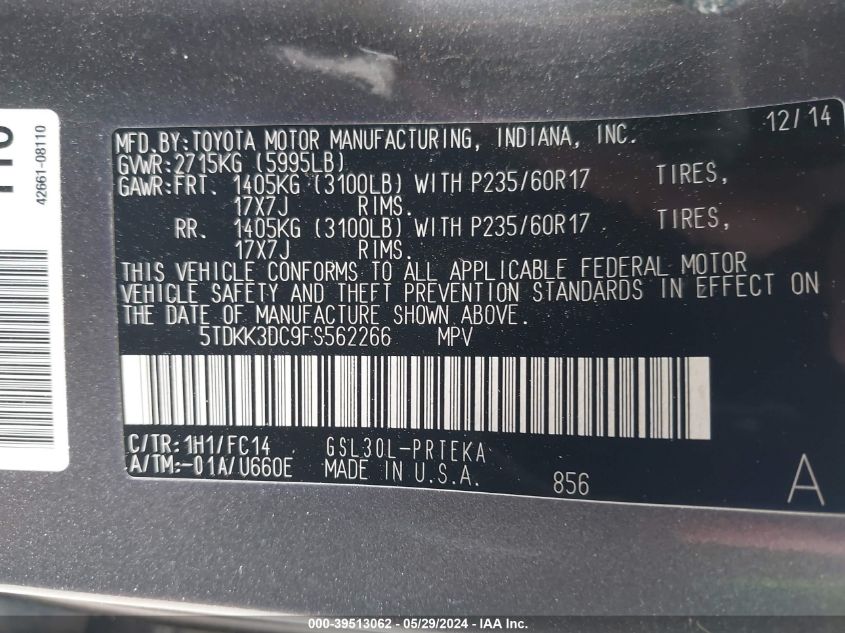 42661-08110
12/14
MFD.BY:TOYOTA MOTOR MANUFACTURING, INDIANA, INC.
GVWR:2715KG (5995LB)
GAWR:FRT. 1405KG (3100LB) WITH P235/60R17 TIRES,
17X7J RIMS.
RR. 1405KG (3100LB) WITH P235/60R17 TIRES,
17X7J RIMS.
THIS VEHICLE CONFORMS TO ALL APPLICABLE FEDERAL MOTOR
VEHICLE SAFETY AND THEFT PREVENTION STANDARDS IN EFFECT ON
THE DATE OF MANUFACTURE SHOWN ABOVE.
5TDKK3DC9FS562266 MPV
C/TR:1H1/FC14 GSL30L-PRTEKA
A/TM:-01A/U660E MADE IN U.S.A.
856
A
000-39513062 - 05/29/2024 - IAA